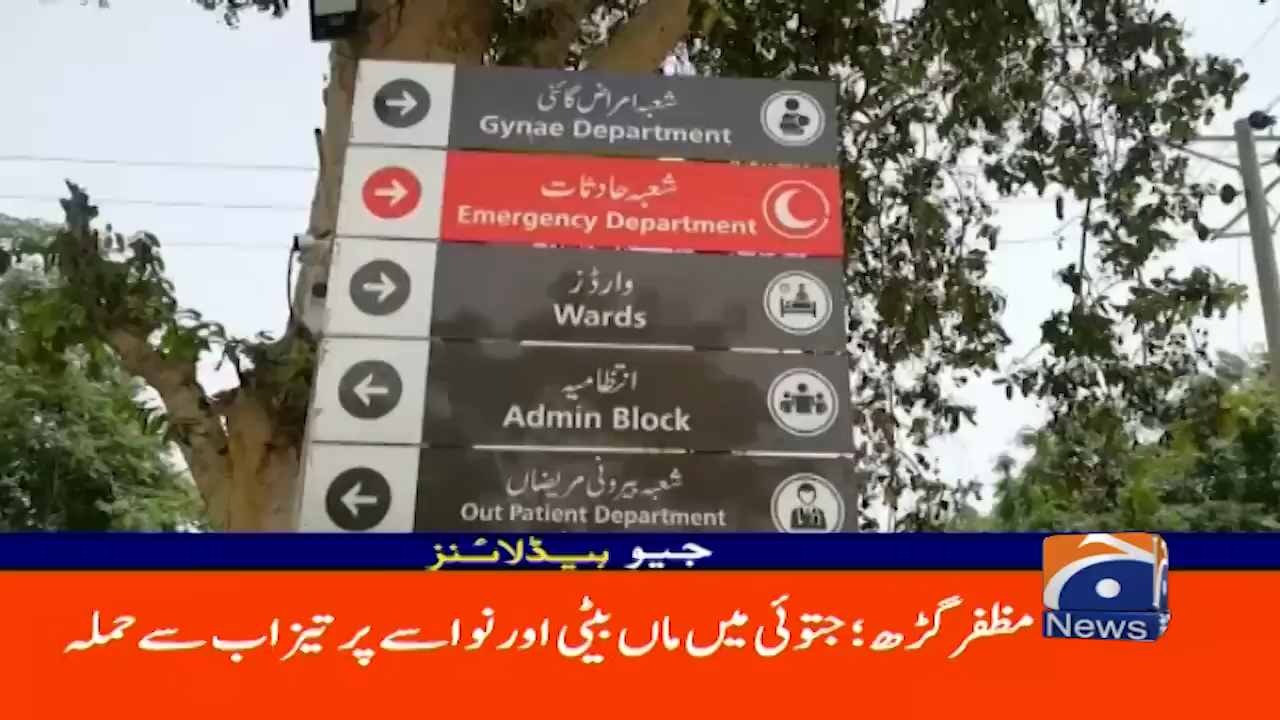 شعبہ امراض گائنی
Gynae Department
شعبہ حادثات
Emergency Department
وارڈز
Wards
انتظامیہ
Admin Block
شعبہ بیرونی مریضاں
Out Patient Department
جیو ہیڈلائنز
News
مظفر گڑھ؛ جتوئی میں ماں بیٹی اور نواسے پر تیزاب سے حملہ